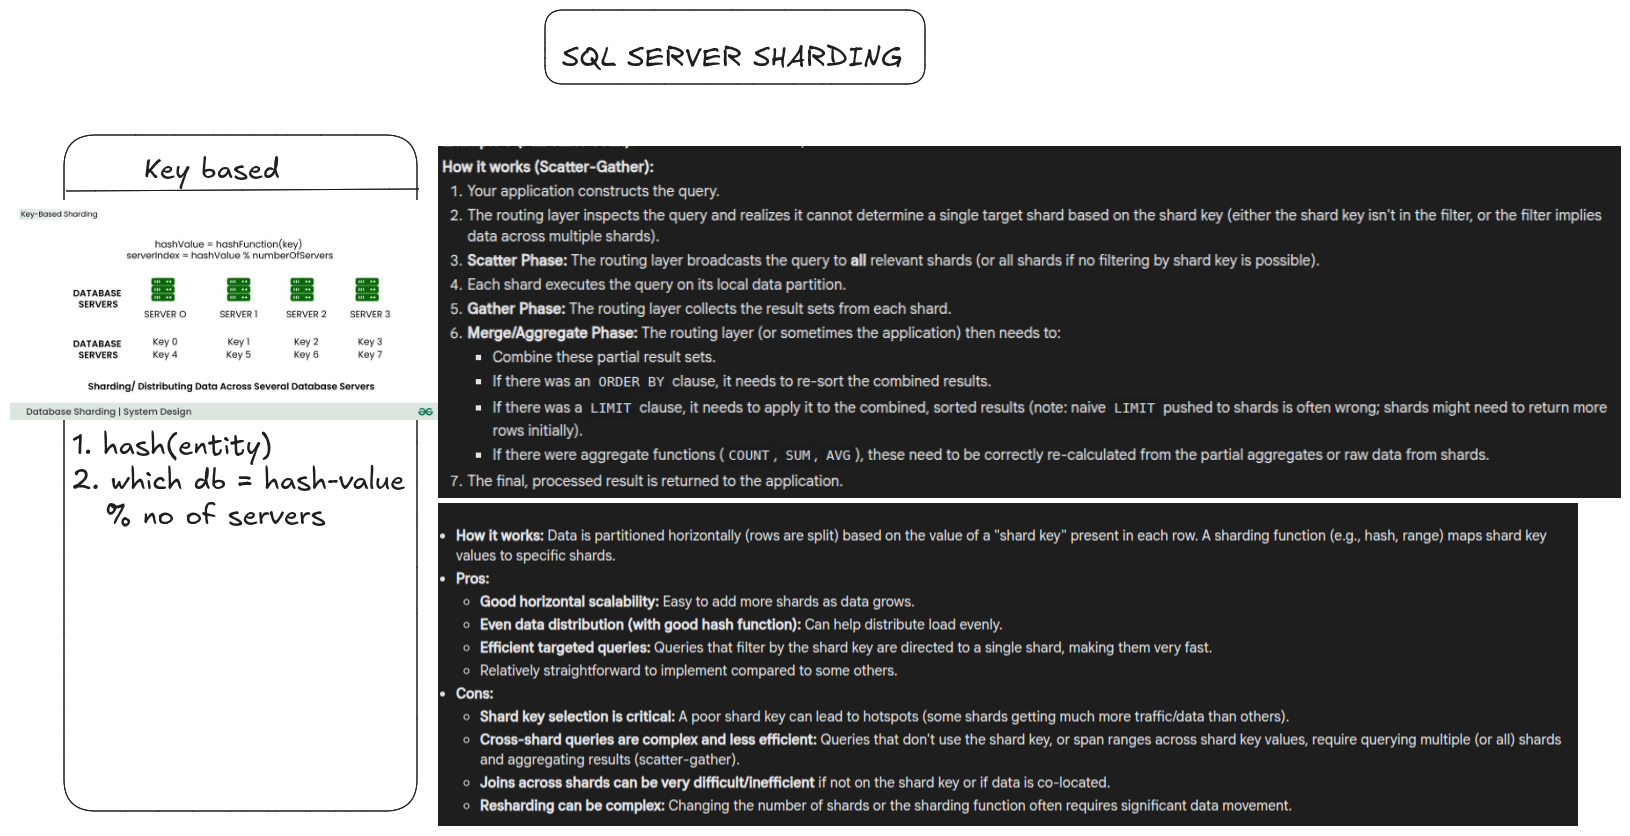 SQL SERVER SHARDING
Key based
Key-Based Sharding
hashValue = hashFunction(key)
serverIndex = hashValue % numberOfServers
DATABASE SERVERS
SERVER 0 SERVER 1 SERVER 2 SERVER 3
DATABASE SERVERS
Key 0 Key 1 Key 2 Key 3
Key 4 Key 5 Key 6 Key 7
Sharding/ Distributing Data Across Several Database Servers
Database Sharding | System Design
1. hash(entity)
2. which db = hash-value
% no of servers
How it works (Scatter-Gather):
1. Your application constructs the query.
2. The routing layer inspects the query and realizes it cannot determine a single target shard based on the shard key (either the shard key isn't in the filter, or the filter implies
data across multiple shards).
3. Scatter Phase: The routing layer broadcasts the query to all relevant shards (or all shards if no filtering by shard key is possible).
4. Each shard executes the query on its local data partition.
5. Gather Phase: The routing layer collects the result sets from each shard.
6. Merge/Aggregate Phase: The routing layer (or sometimes the application) then needs to:
▪ Combine these partial result sets.
▪ If there was an ORDER BY clause, it needs to re-sort the combined results.
▪ If there was a LIMIT clause, it needs to apply it to the combined, sorted results (note: naive LIMIT pushed to shards is often wrong; shards might need to return more
rows initially).
▪ If there were aggregate functions ( COUNT , SUM , AVG ), these need to be correctly re-calculated from the partial aggregates or raw data from shards.
7. The final, processed result is returned to the application.
• How it works: Data is partitioned horizontally (rows are split) based on the value of a "shard key" present in each row. A sharding function (e.g., hash, range) maps shard key
values to specific shards.
• Pros:
○ Good horizontal scalability: Easy to add more shards as data grows.
○ Even data distribution (with good hash function): Can help distribute load evenly.
○ Efficient targeted queries: Queries that filter by the shard key are directed to a single shard, making them very fast.
○ Relatively straightforward to implement compared to some others.
• Cons:
○ Shard key selection is critical: A poor shard key can lead to hotspots (some shards getting much more traffic/data than others).
○ Cross-shard queries are complex and less efficient: Queries that don't use the shard key, or span ranges across shard key values, require querying multiple (or all) shards
and aggregating results (scatter-gather).
○ Joins across shards can be very difficult/inefficient if not on the shard key or if data is co-located.
○ Resharding can be complex: Changing the number of shards or the sharding function often requires significant data movement.